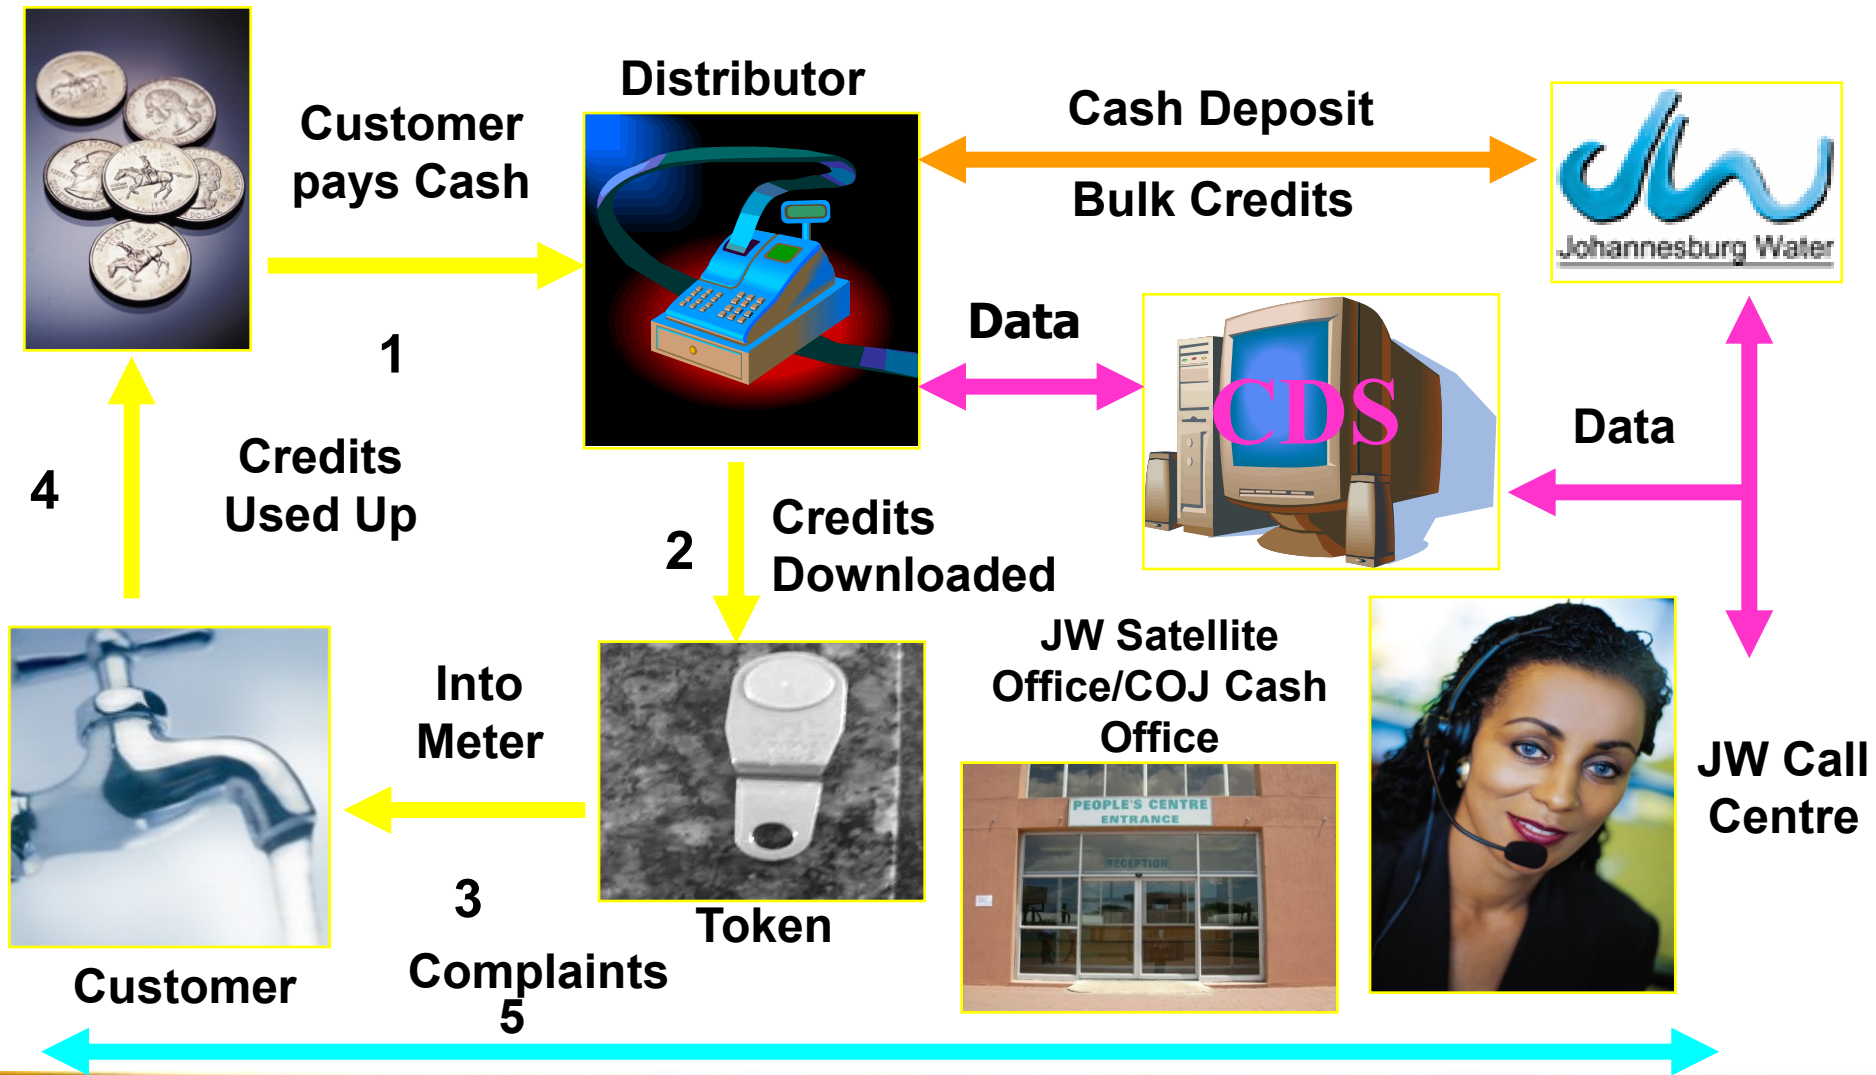 Distributor
Customer
pays Cash
Cash Deposit
Bulk Credits
Johannesburg Water
1
Data
CDS
Data
4
Credits
Used Up
2
Credits
Downloaded
JW Satellite
Office/COJ Cash
Office
Into
Meter
PEOPLE'S CENTRE
ENTRANCE
RECEPTION
JW Call
Centre
3
Token
Customer
Complaints
5